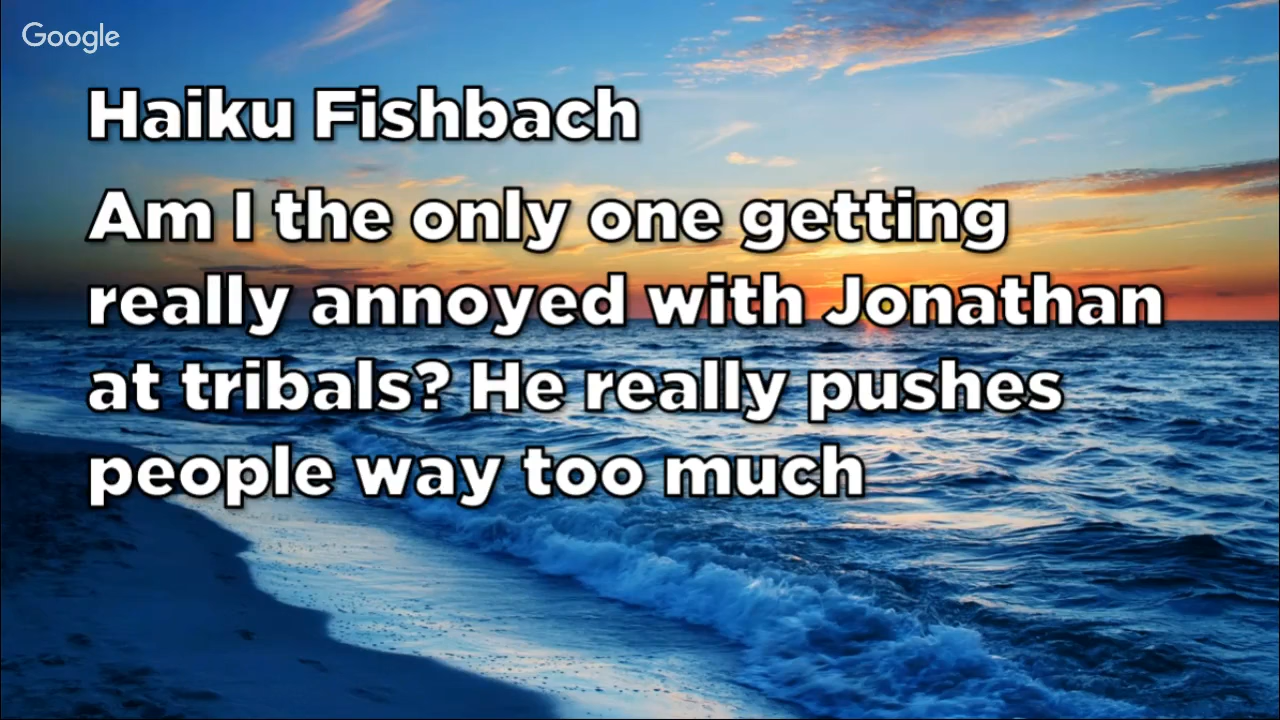 Google
Haiku Fishbach
Am I the only one getting
really annoyed with Jonathan
at tribals? He really pushes
people way too much